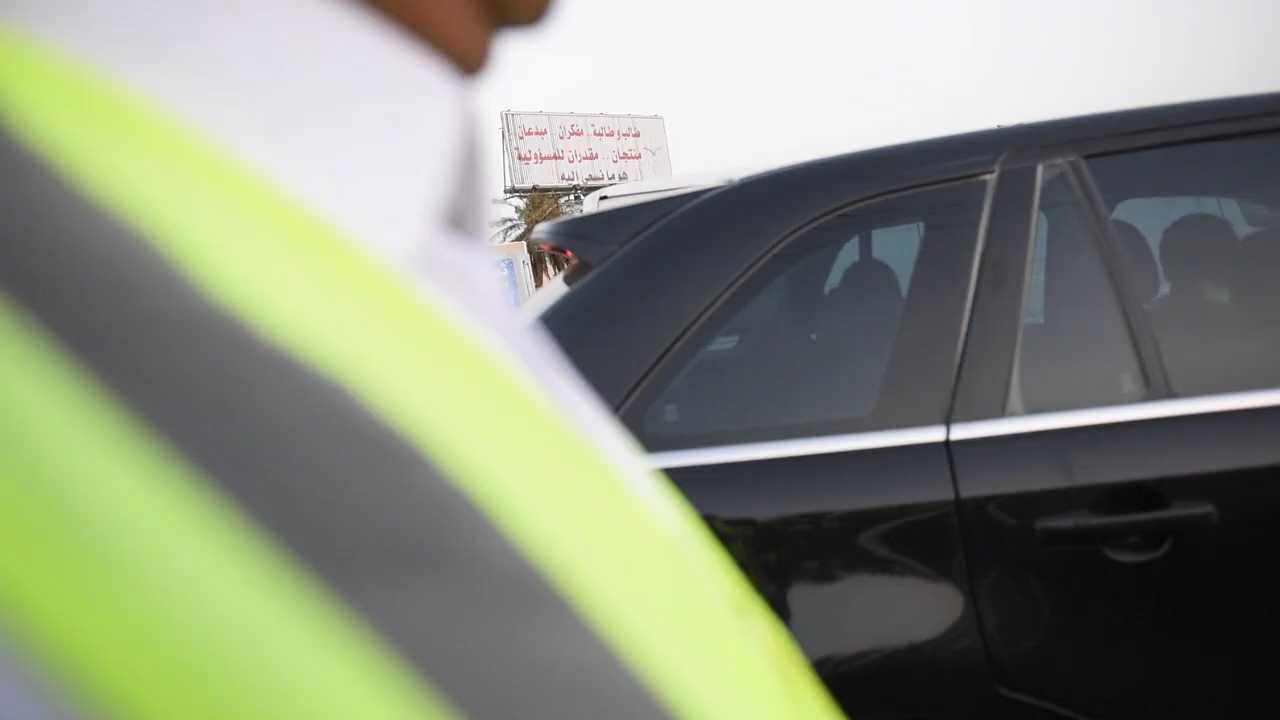 طالب وطالبة.. مفكران.. مبدعان
منتجان.. مقدران للمسؤولية
هو ما نسعى إليه